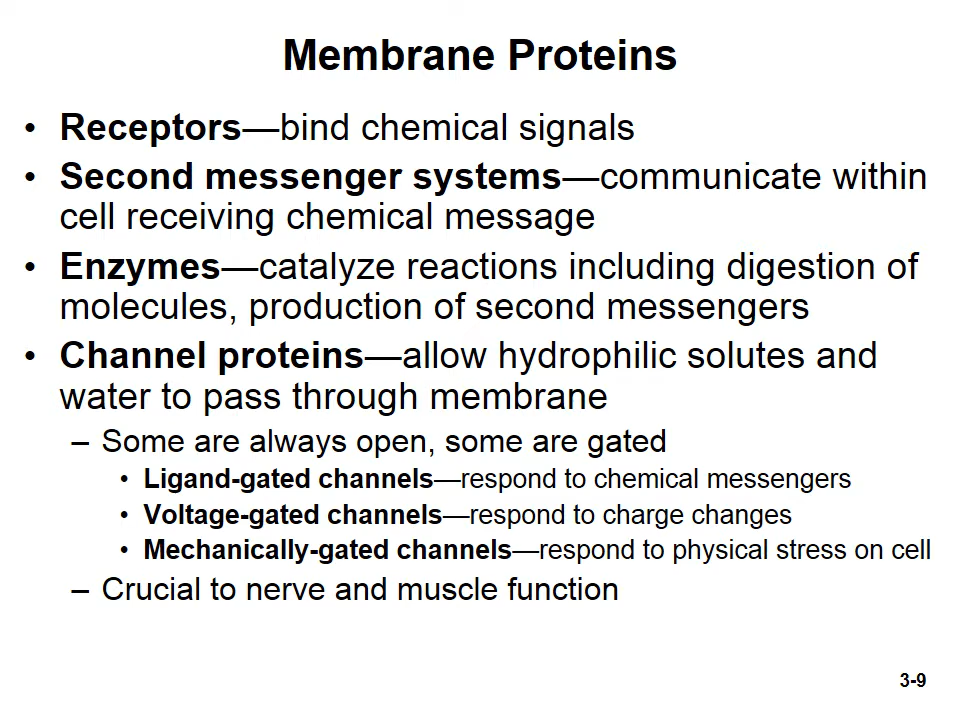 Membrane Proteins
• Receptors—bind chemical signals
• Second messenger systems—communicate within
cell receiving chemical message
• Enzymes—catalyze reactions including digestion of
molecules, production of second messengers
• Channel proteins—allow hydrophilic solutes and
water to pass through membrane
– Some are always open, some are gated
• Ligand-gated channels—respond to chemical messengers
• Voltage-gated channels—respond to charge changes
• Mechanically-gated channels—respond to physical stress on cell
– Crucial to nerve and muscle function
3-9